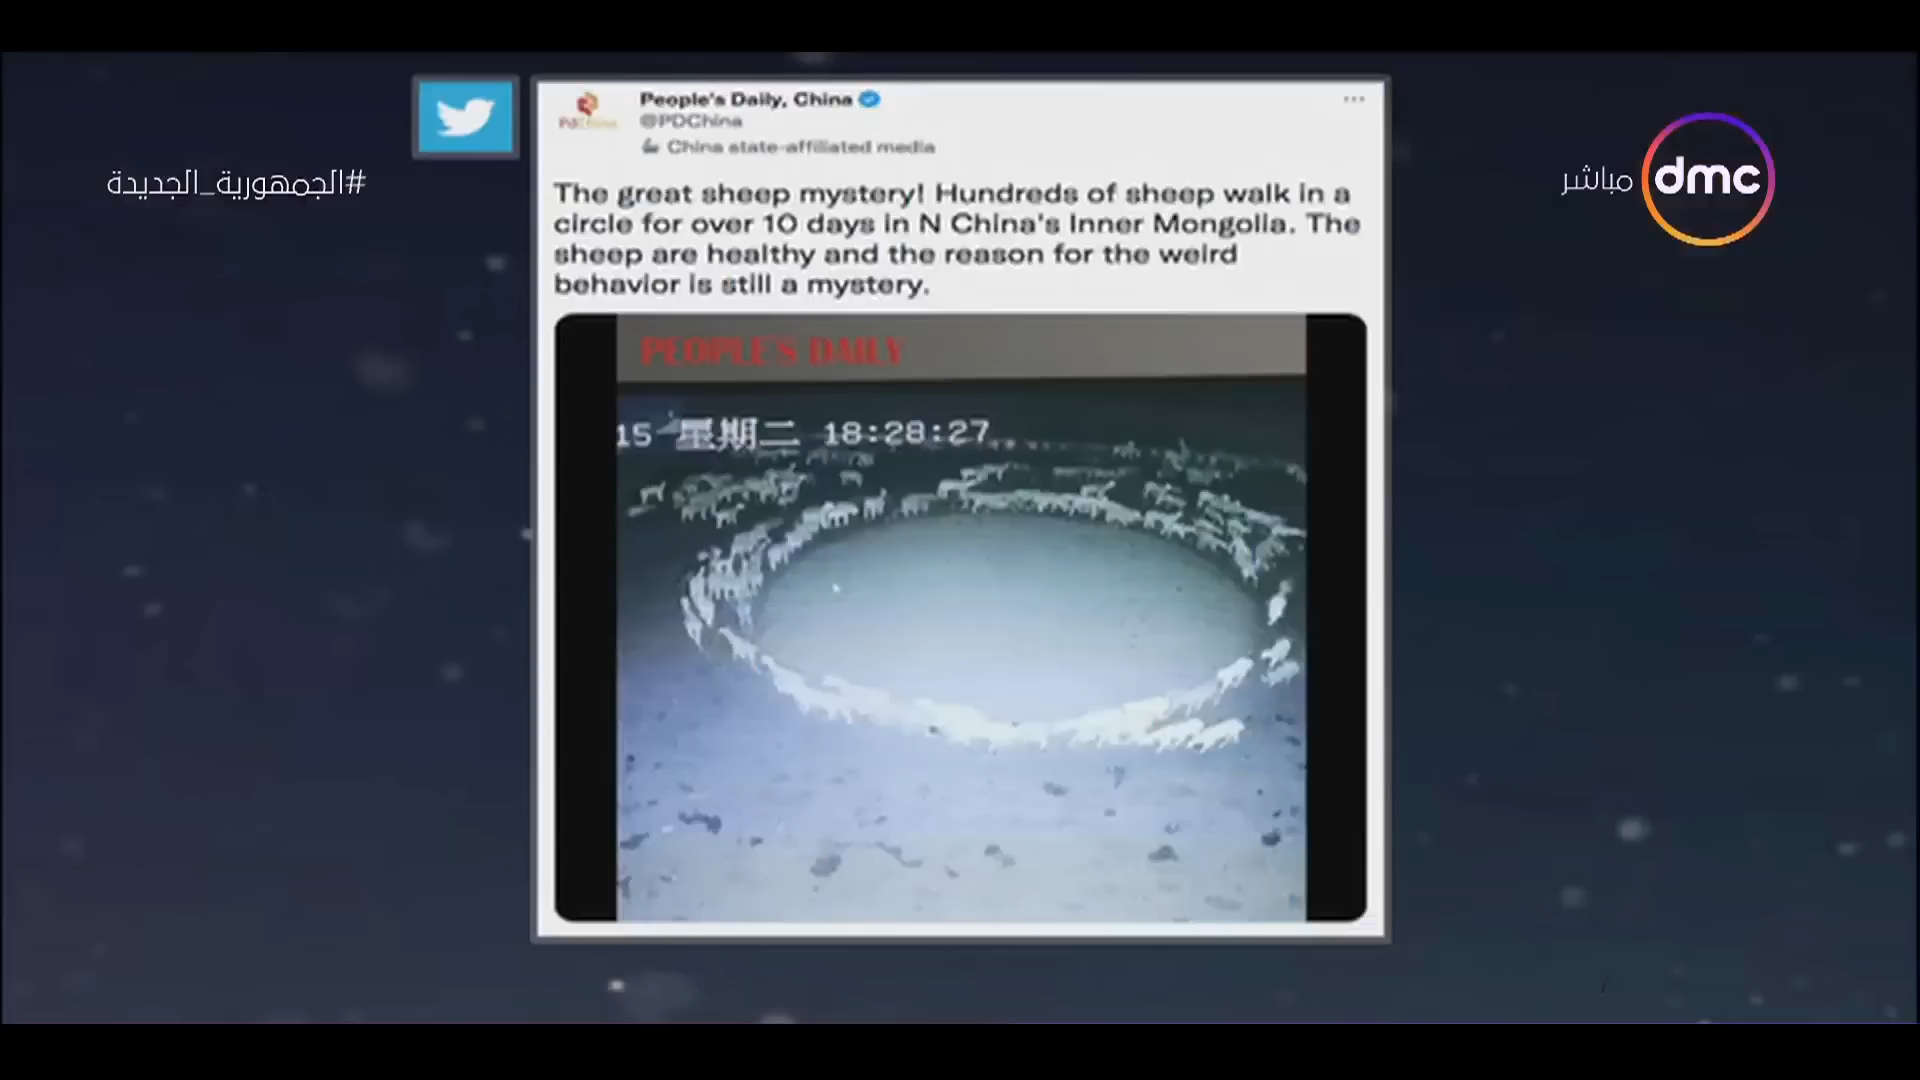 People's Daily, China
@PDChina
China state-affiliated media
#الجمهورية_الجديدة
مباشر
dmc
The great sheep mystery! Hundreds of sheep walk in a
circle for over 10 days in N China's Inner Mongolia. The
sheep are healthy and the reason for the weird
behavior is still a mystery.
PEOPLE'S DAILY
15 星期二 18:28:27